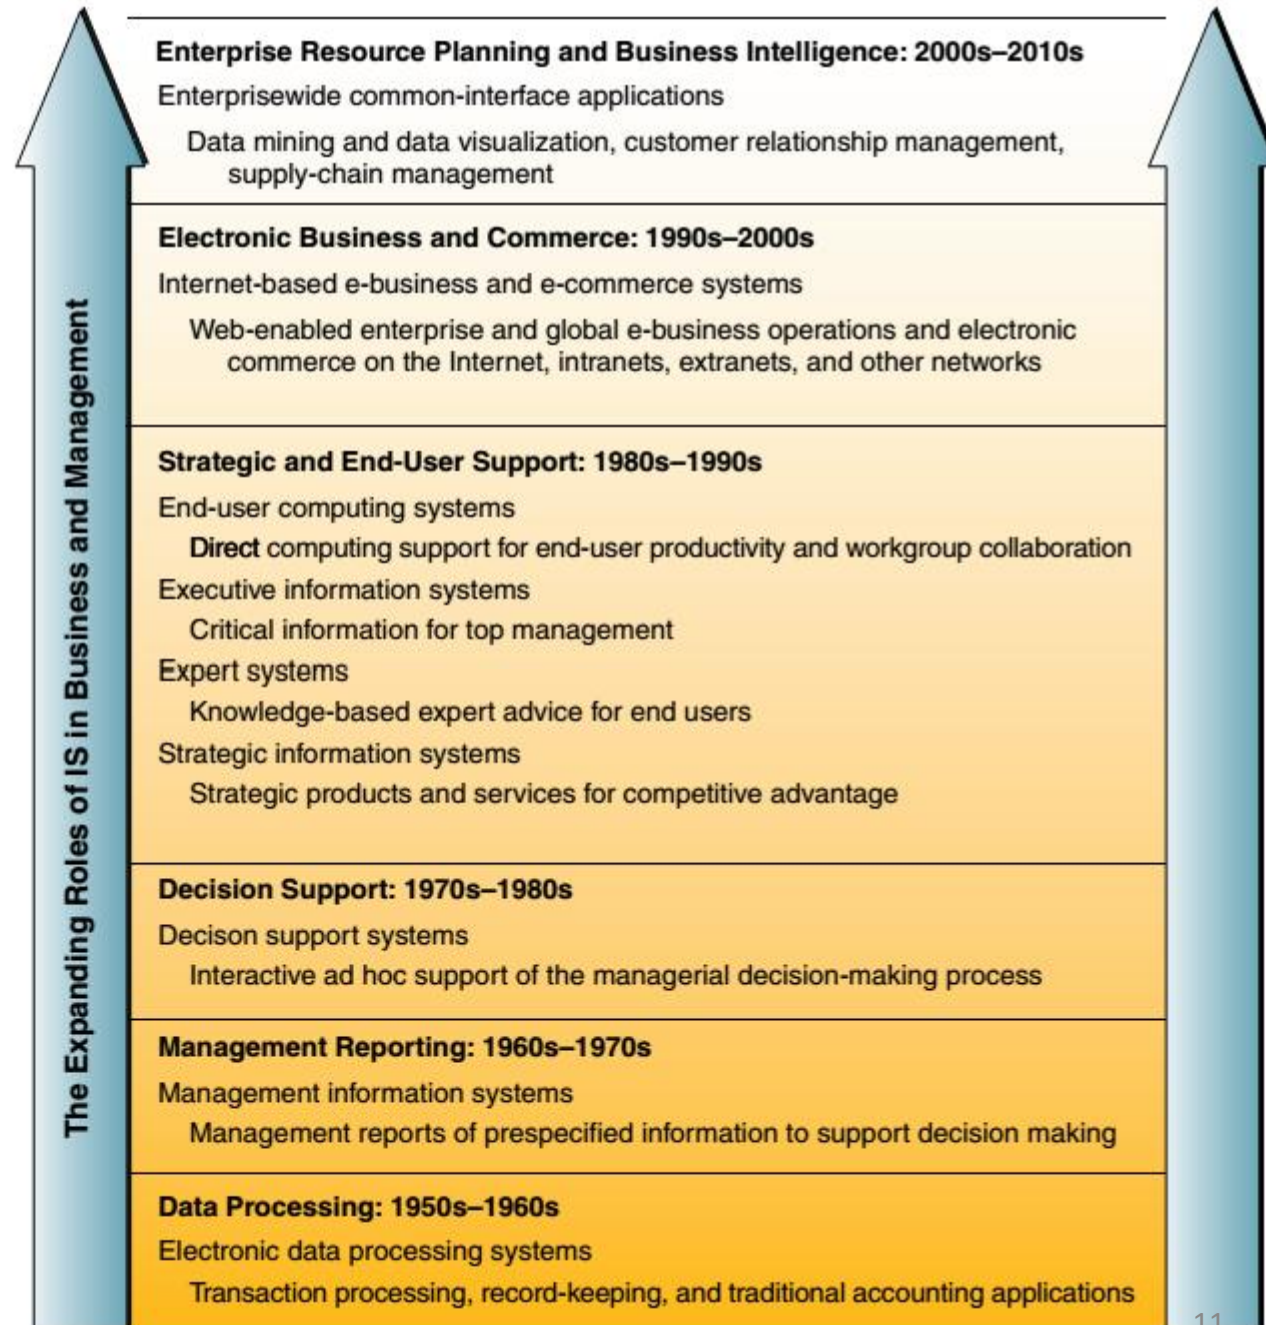 Enterprise Resource Planning and Business Intelligence: 2000s–2010s
Enterprisewide common-interface applications
Data mining and data visualization, customer relationship management,
supply-chain management
Electronic Business and Commerce: 1990s–2000s
Internet-based e-business and e-commerce systems
Web-enabled enterprise and global e-business operations and electronic
commerce on the Internet, intranets, extranets, and other networks
Strategic and End-User Support: 1980s–1990s
End-user computing systems
Direct computing support for end-user productivity and workgroup collaboration
Executive information systems
Critical information for top management
Expert systems
Knowledge-based expert advice for end users
Strategic information systems
Strategic products and services for competitive advantage
Decision Support: 1970s–1980s
Decison support systems
Interactive ad hoc support of the managerial decision-making process
Management Reporting: 1960s–1970s
Management information systems
Management reports of prespecified information to support decision making
Data Processing: 1950s–1960s
Electronic data processing systems
Transaction processing, record-keeping, and traditional accounting applications
The Expanding Roles of IS in Business and Management
11